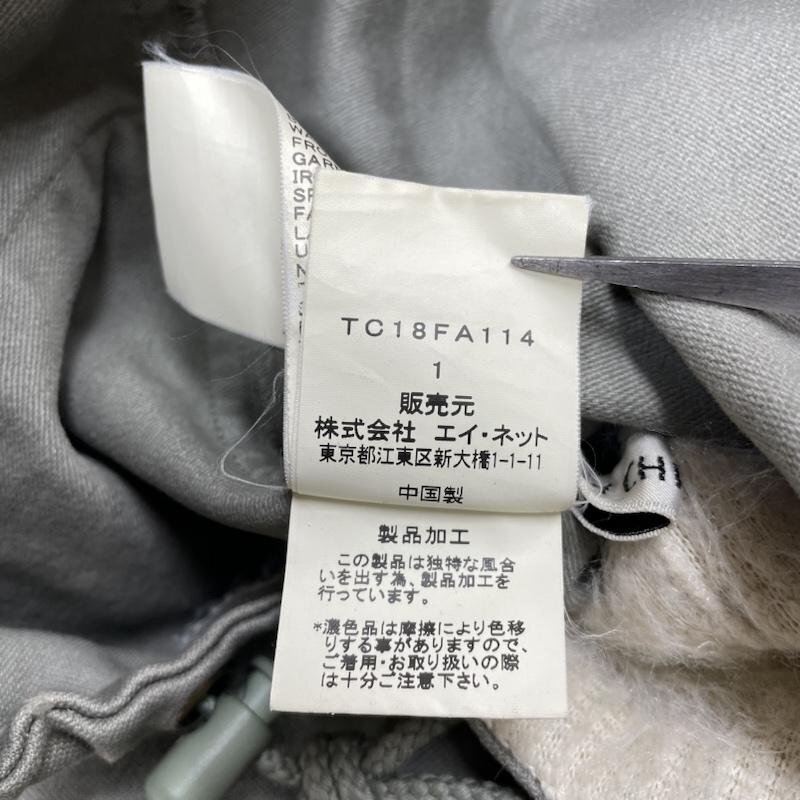 TC18FA114
1
販売元
株式会社 エイ・ネット
東京都江東区新大橋1-1-11
中国製
製品加工
この製品は独特な風合
いを出す為、製品加工を
行っています。
*濃色品は摩擦により色移
りする事がありますので、
ご着用・お取り扱いの際
は十分ご注意下さい。